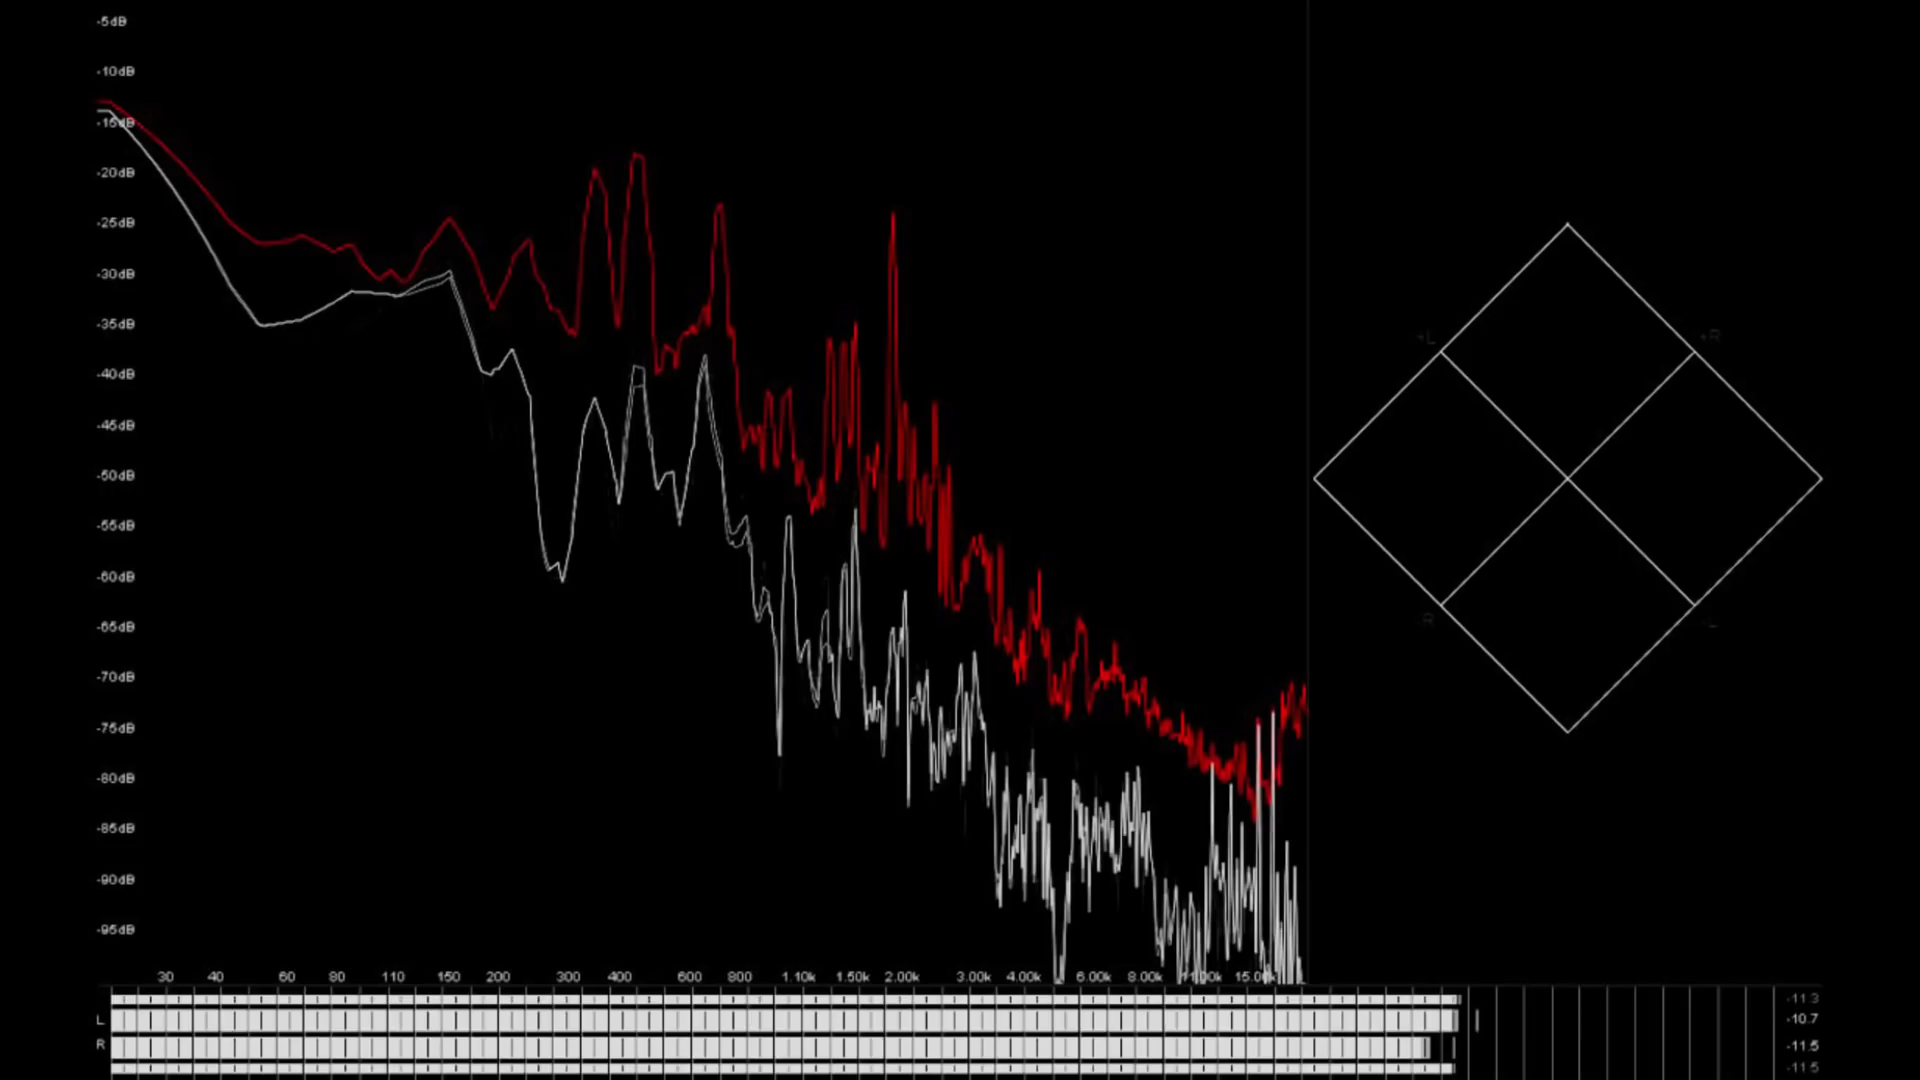 -5dB
-10dB
-15dB
-20dB
-25dB
-30dB
-35dB
-40dB
-45dB
-50dB
-55dB
-60dB
-65dB
-70dB
-75dB
-80dB
-85dB
-90dB
-95dB
+L
+R
-R
-L
30 40 60 80 110 150 200 300 400 600 800 1.10k 1.50k 2.00k 3.00k 4.00k 6.00k 8.00k 11.00k 15.00k
-11.3
L -10.7
R -11.5
-11.5